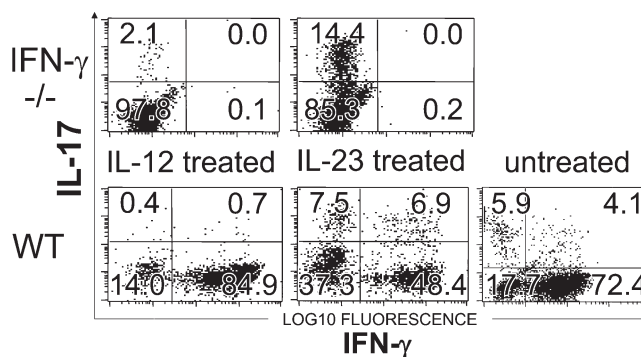 2.1 0.0 14.4 0.0
IFN-γ
-/-
97.8 0.1 85.3 0.2
IL-17
IL-12 treated IL-23 treated untreated
0.4 0.7 7.5 6.9 5.9 4.1
WT
14.0 84.9 37.3 48.4 17.7 72.4
LOG10 FLUORESCENCE
IFN-γ